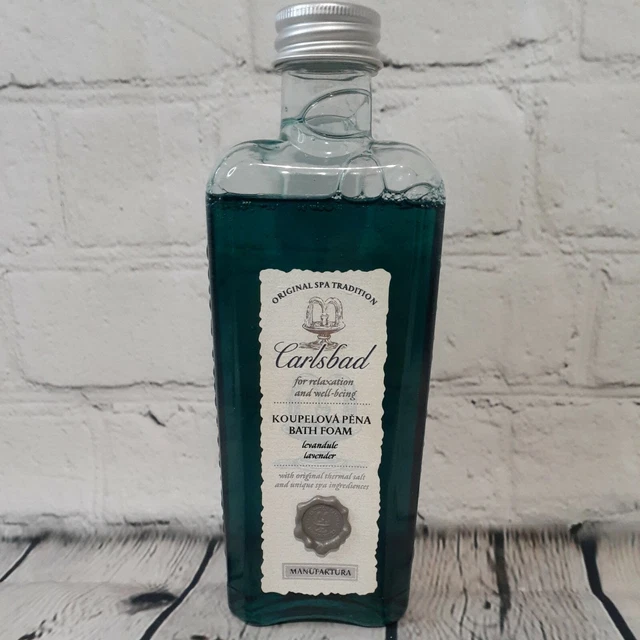 ORIGINAL SPA TRADITION
Carlsbad
for relaxation
and well-being
KOUPELOVÁ PĚNA
BATH FOAM
levandule
lavender
with original thermal salt
and unique spa ingredients
MANUFAKTURA